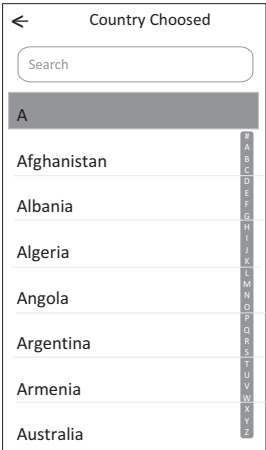 Country Choosed
Search
A
Afghanistan
Albania
Algeria
Angola
Argentina
Armenia
Australia
#
A
B
C
D
E
F
G
H
I
J
K
L
M
N
O
P
Q
R
S
T
U
V
W
X
Y
Z